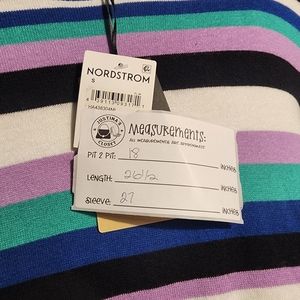 NORDSTROM
S
JUSTINA'S
CLOSET
Measurements:
ALL MEASUREMENTS ARE APPROXIMATE
PIT 2 PIT: 18 INCHES
LENGTH: 26 1/2 INCHES
SLEEVE: 27 INCHES